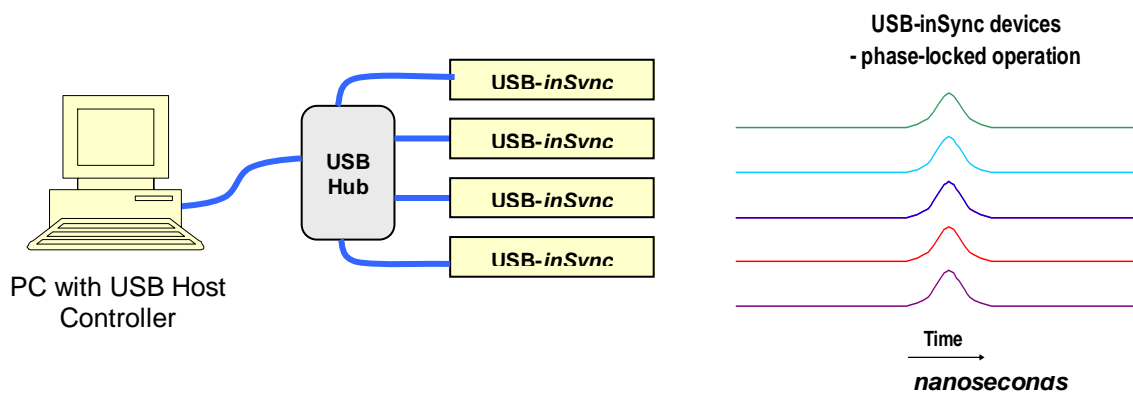 USB-inSync devices
- phase-locked operation
USB-inSync
USB-inSync
USB-inSync
USB-inSync
USB
Hub
PC with USB Host
Controller
Time
nanoseconds